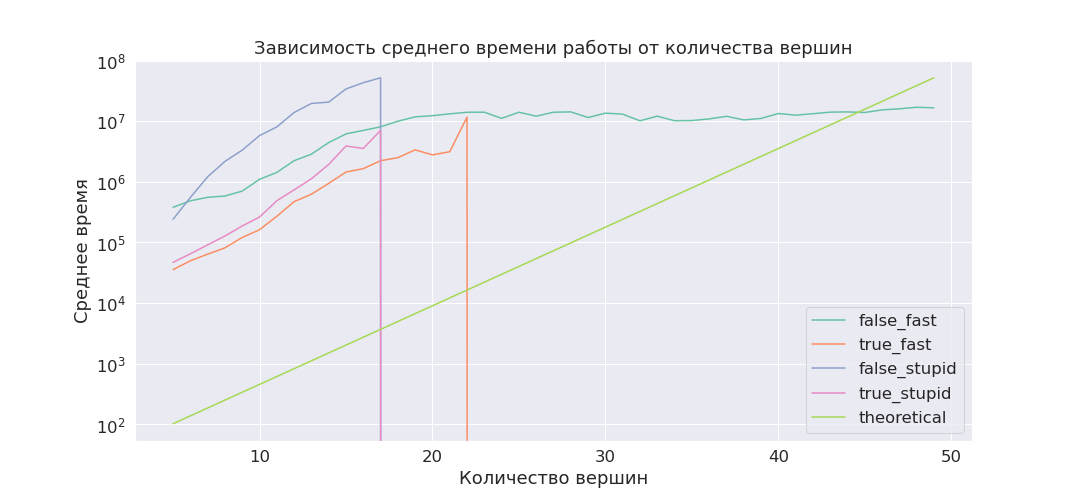 Зависимость среднего времени работы от количества вершин
Среднее время
10^8
10^7
10^6
10^5
10^4
10^3
10^2
10 20 30 40 50
Количество вершин
false_fast
true_fast
false_stupid
true_stupid
theoretical